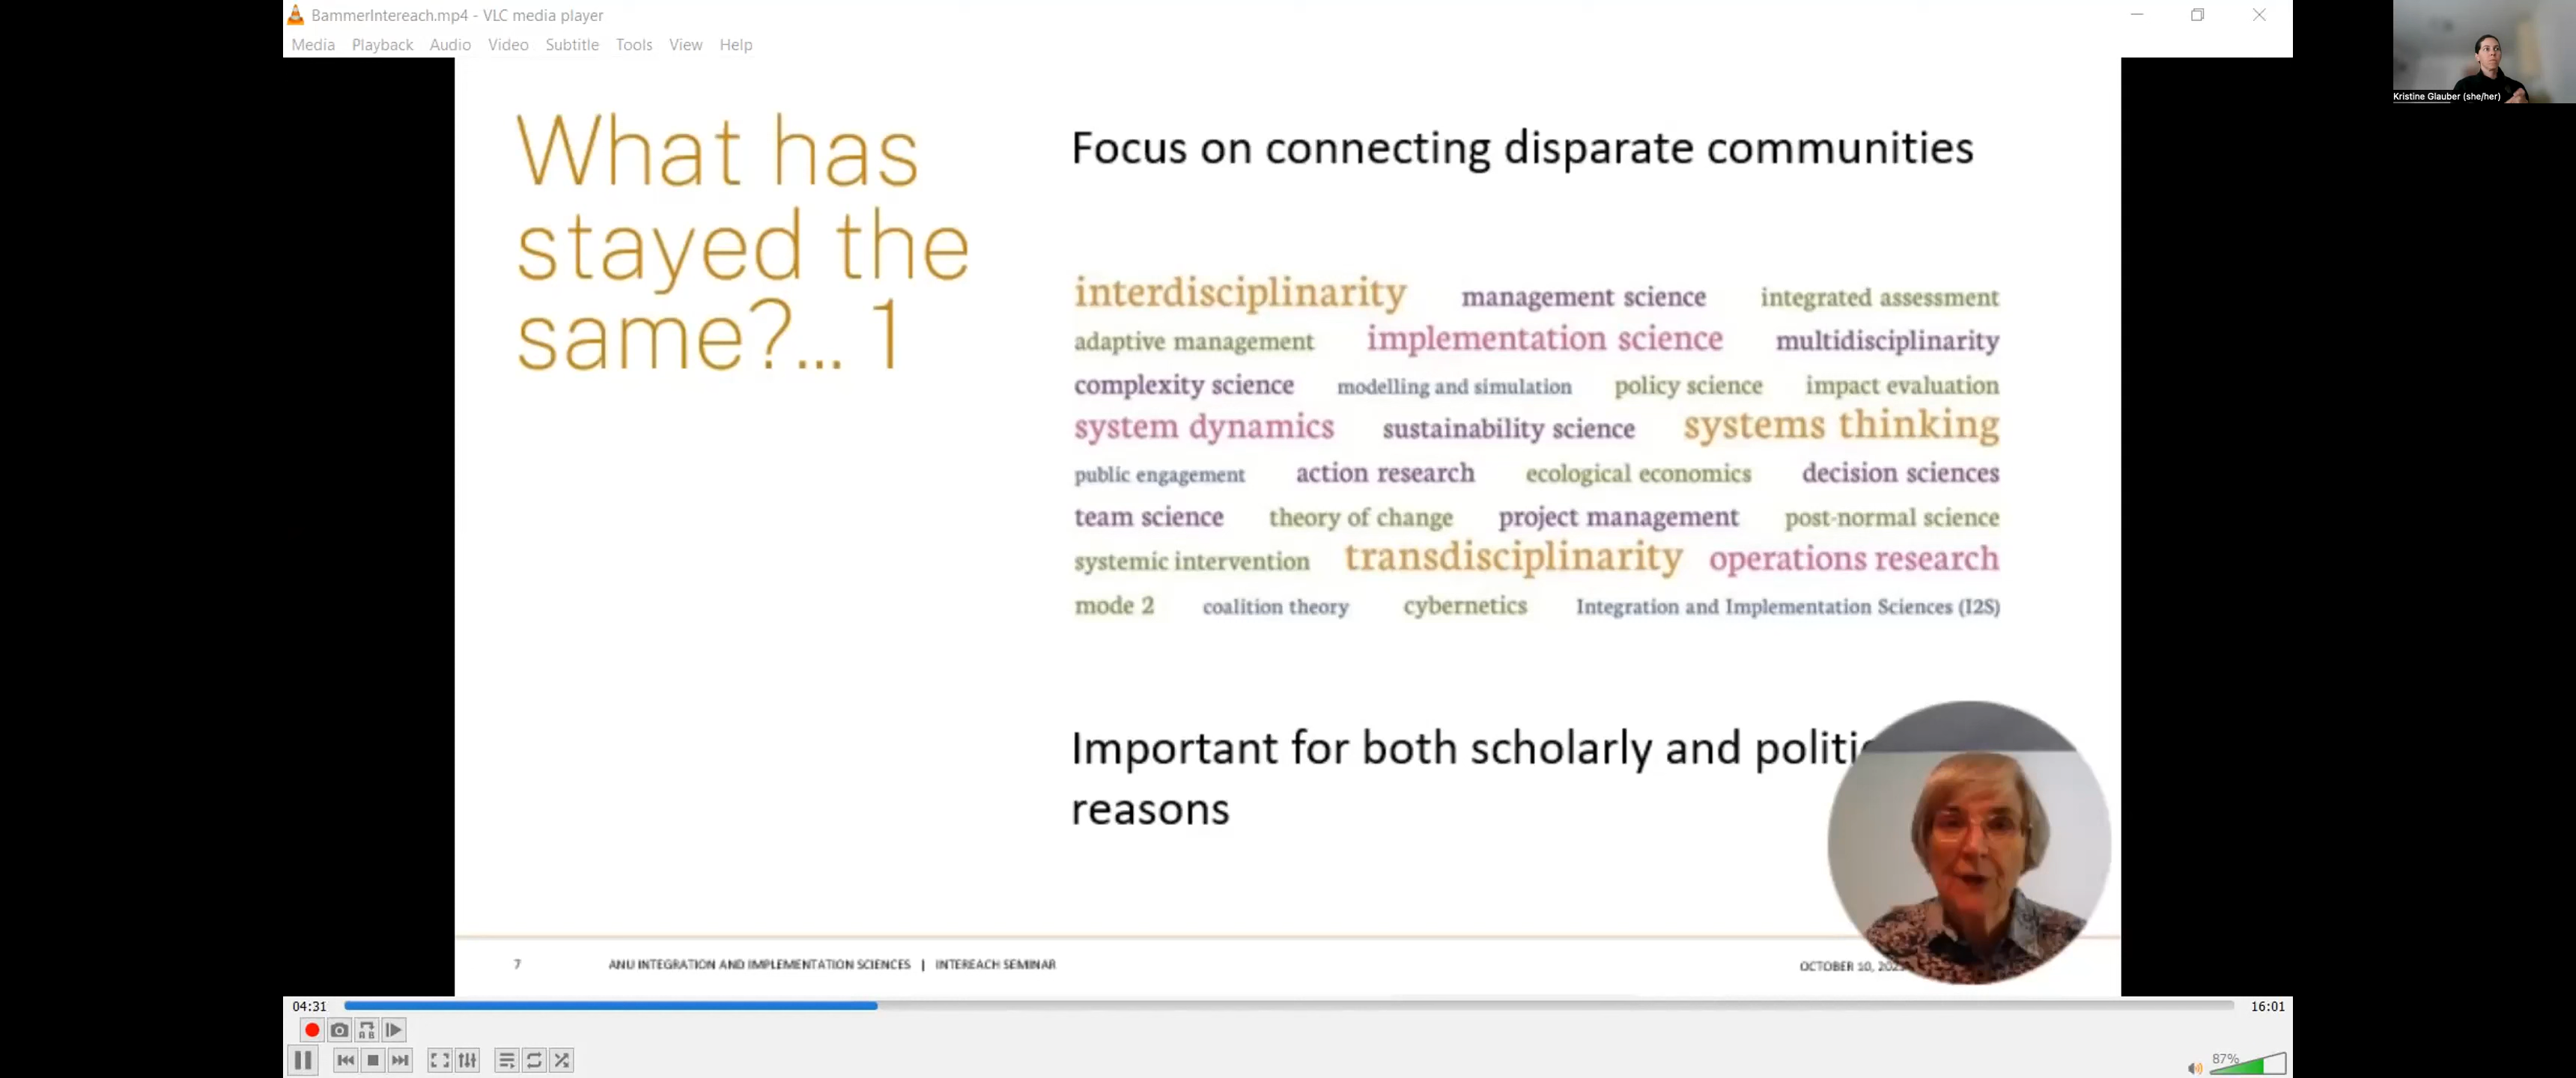 BammerIntereach.mp4 - VLC media player
Media Playback Audio Video Subtitle Tools View Help
Kristine Glauber (she/her)
What has
stayed the
same?... 1
Focus on connecting disparate communities
interdisciplinarity management science integrated assessment
adaptive management implementation science multidisciplinarity
complexity science modelling and simulation policy science impact evaluation
system dynamics sustainability science systems thinking
public engagement action research ecological economics decision sciences
team science theory of change project management post-normal science
systemic intervention transdisciplinarity operations research
mode 2 coalition theory cybernetics Integration and Implementation Sciences (I2S)
Important for both scholarly and politic
reasons
7 ANU INTEGRATION AND IMPLEMENTATION SCIENCES | INTEREACH SEMINAR OCTOBER 10,
04:31 16:01
87%